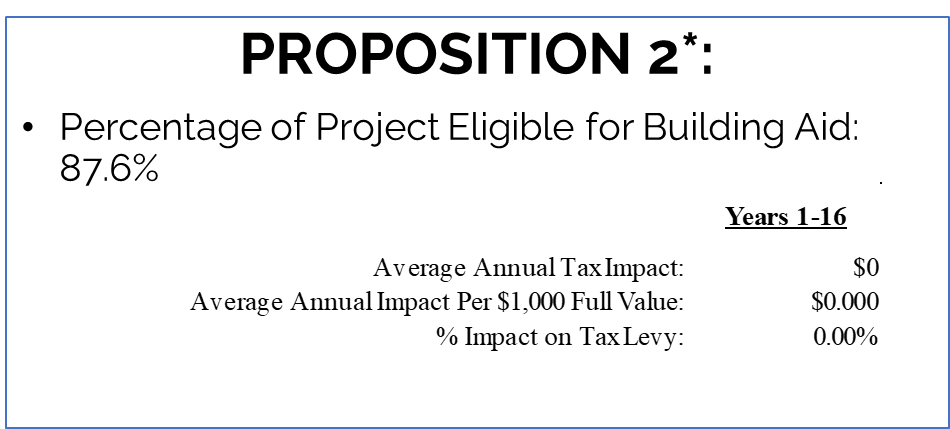 PROPOSITION 2*:
• Percentage of Project Eligible for Building Aid:
87.6%
.
Years 1-16
Average Annual Tax Impact: $0
Average Annual Impact Per $1,000 Full Value: $0.000
% Impact on Tax Levy: 0.00%